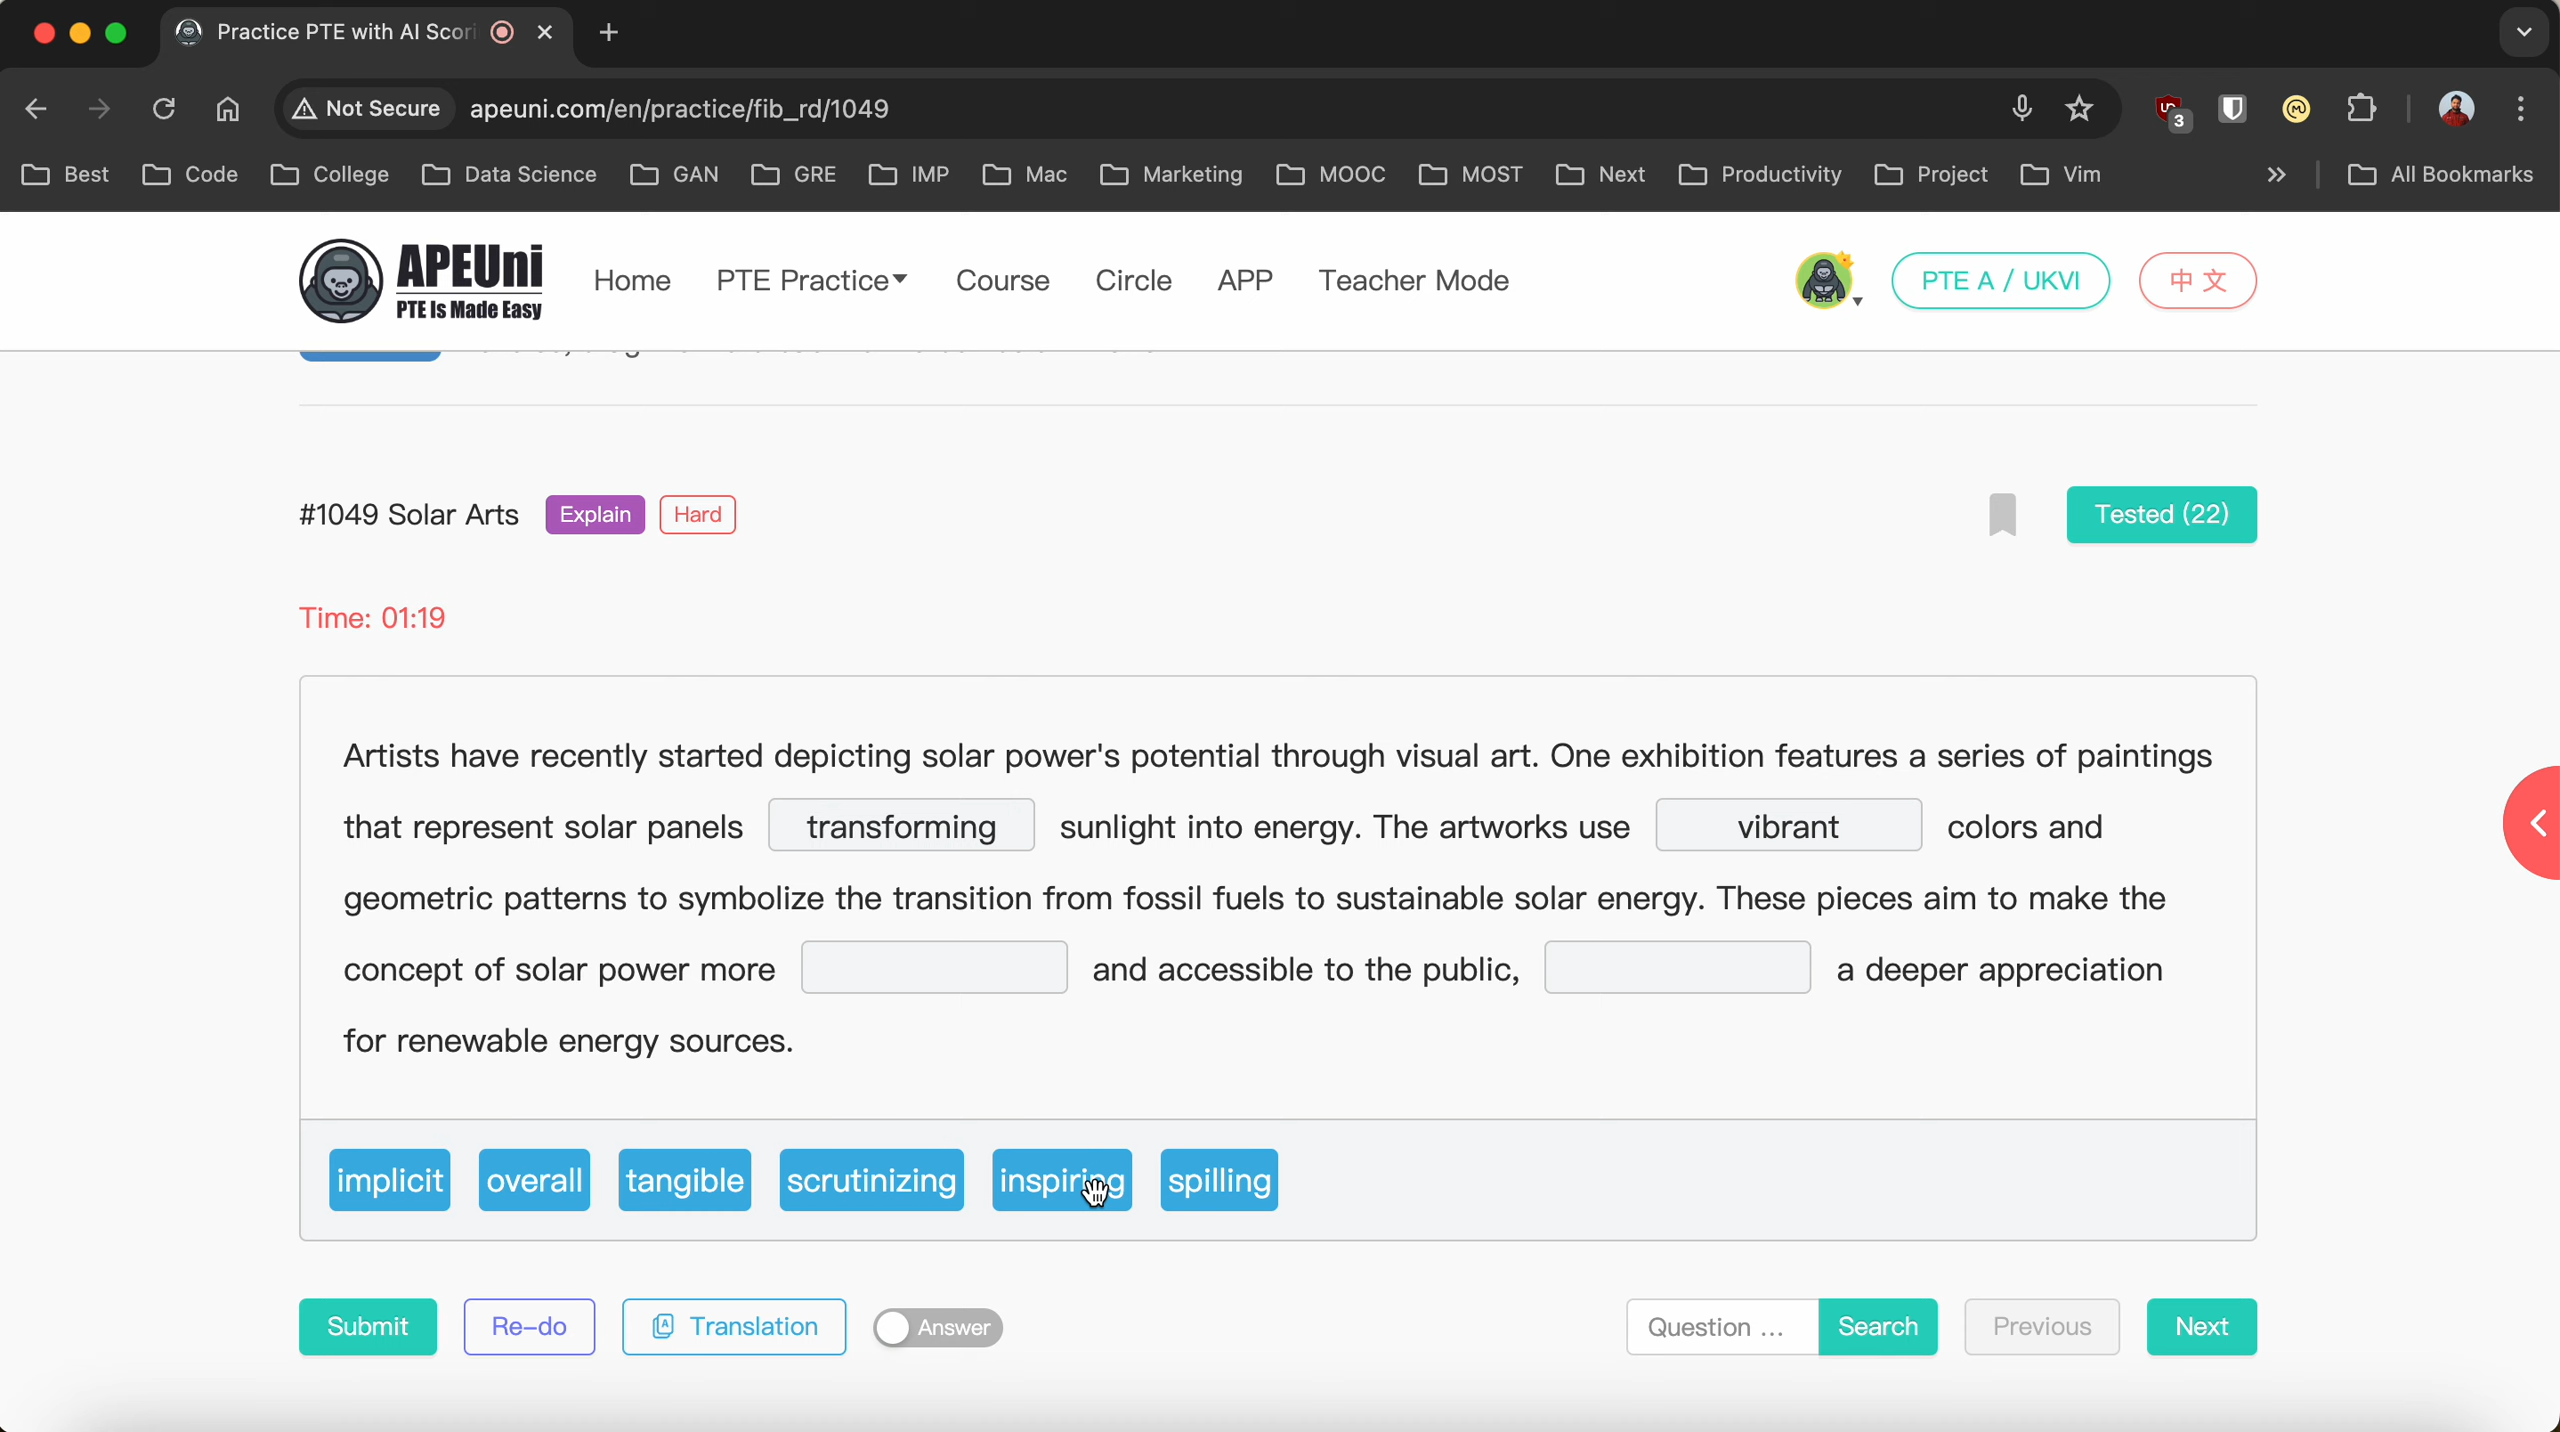 Practice PTE with AI Scori
Not Secure apeuni.com/en/practice/fib_rd/1049
3
Best Code College Data Science GAN GRE IMP Mac Marketing MOOC MOST Next Productivity Project Vim All Bookmarks
APEUni
PTE Is Made Easy
Home PTE Practice Course Circle APP Teacher Mode PTE A / UKVI 中文
#1049 Solar Arts Explain Hard Tested (22)
Time: 01:19
Artists have recently started depicting solar power's potential through visual art. One exhibition features a series of paintings
that represent solar panels transforming sunlight into energy. The artworks use vibrant colors and
geometric patterns to symbolize the transition from fossil fuels to sustainable solar energy. These pieces aim to make the
concept of solar power more and accessible to the public, a deeper appreciation
for renewable energy sources.
implicit overall tangible scrutinizing inspiring spilling
Submit Re-do Translation Answer Question ... Search Previous Next